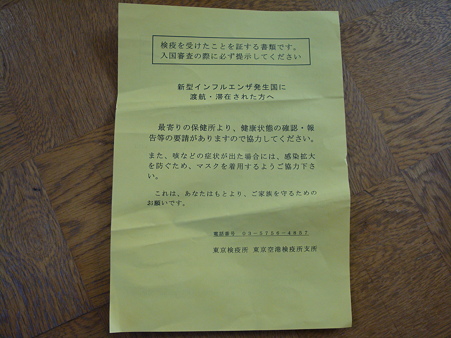 検疫を受けたことを証する書類です。
入国審査の際に必ず提示してください
新型インフルエンザ発生国に
渡航・滞在された方へ
最寄りの保健所より、健康状態の確認・報
告等の要請がありますので協力してください。
また、咳などの症状が出た場合には、感染拡大
を防ぐため、マスクを着用するようご協力下さ
い。
これは、あなたはもとより、ご家族を守るための
お願いです。
電話番号 03-5756-4857
東京検疫所 東京空港検疫所支所